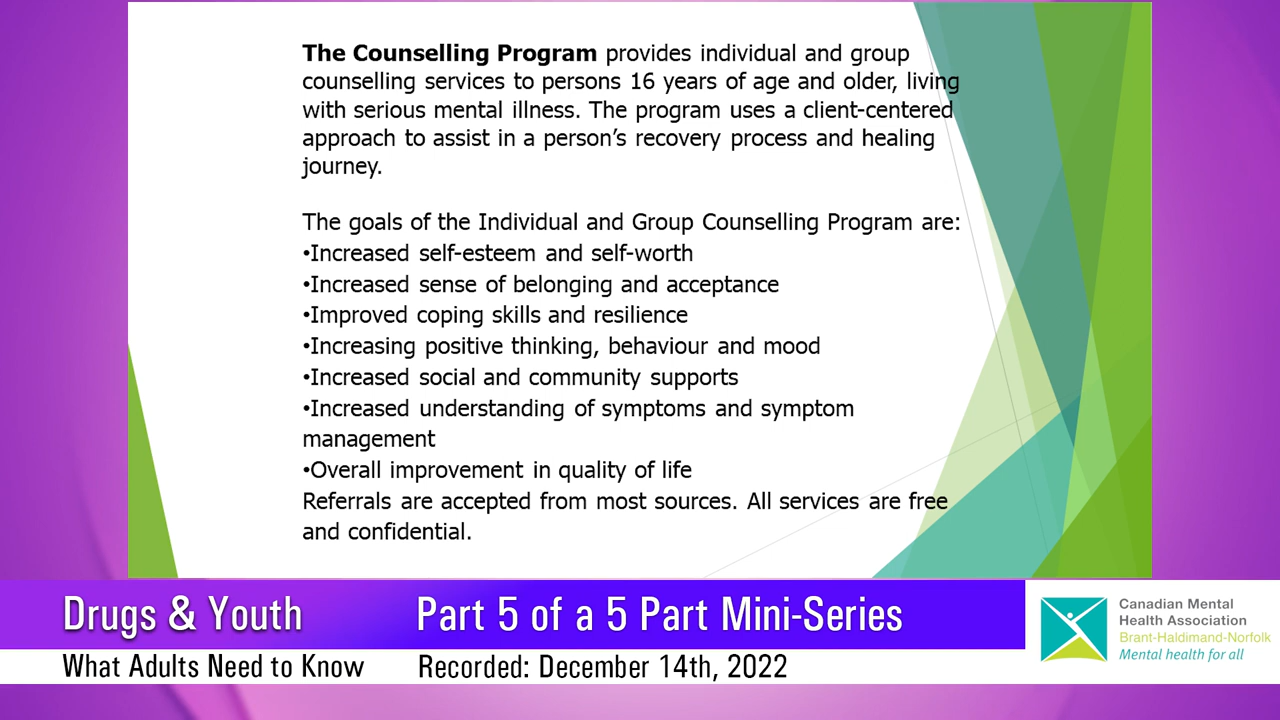 The Counselling Program provides individual and group
counselling services to persons 16 years of age and older, living
with serious mental illness. The program uses a client-centered
approach to assist in a person's recovery process and healing
journey.
The goals of the Individual and Group Counselling Program are:
•Increased self-esteem and self-worth
•Increased sense of belonging and acceptance
•Improved coping skills and resilience
•Increasing positive thinking, behaviour and mood
•Increased social and community supports
•Increased understanding of symptoms and symptom
management
•Overall improvement in quality of life
Referrals are accepted from most sources. All services are free
and confidential.
Drugs & Youth
Part 5 of a 5 Part Mini-Series
What Adults Need to Know
Recorded: December 14th, 2022
Canadian Mental
Health Association
Brant-Haldimand-Norfolk
Mental health for all